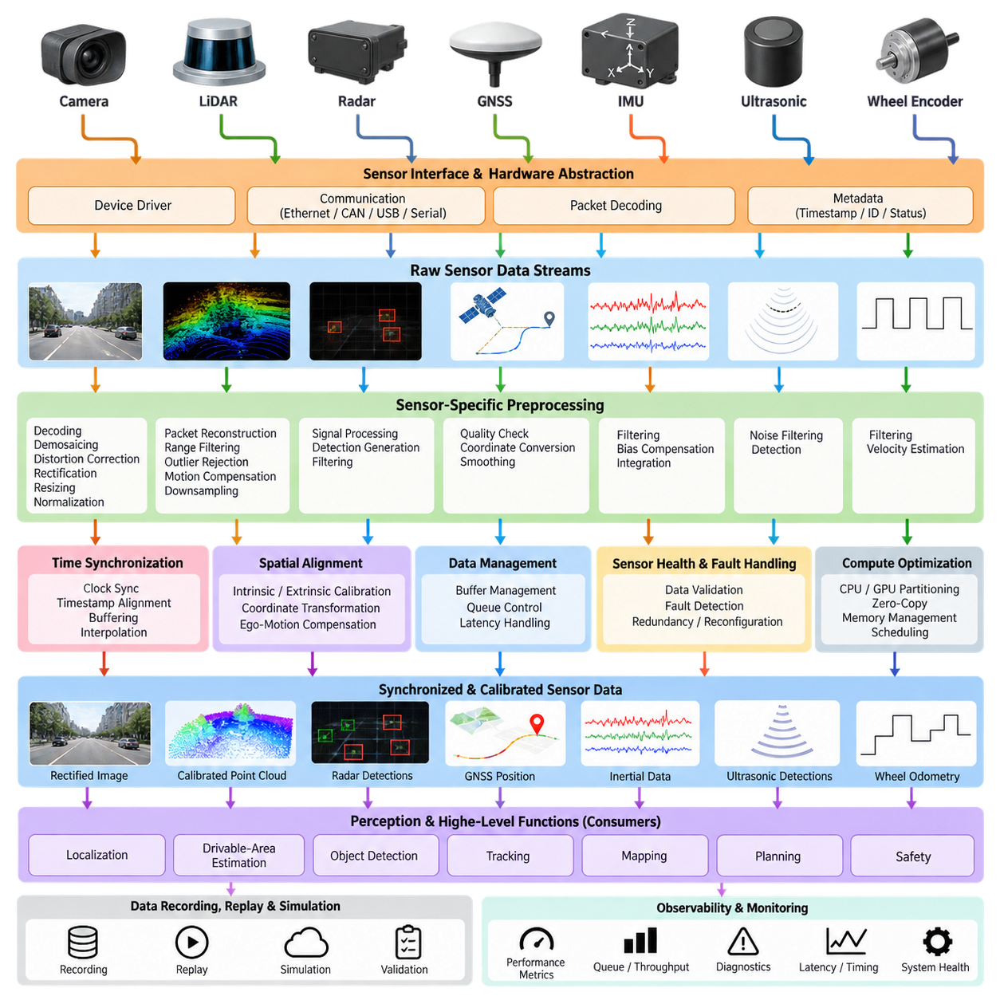 Camera
LiDAR
Radar
GNSS
Z
X
Y
IMU
Ultrasonic
Wheel Encoder
Sensor Interface & Hardware Abstraction
Device Driver
Communication
(Ethernet / CAN / USB / Serial)
Packet Decoding
Metadata
(Timestamp / ID / Status)
Raw Sensor Data Streams
Sensor-Specific Preprocessing
Decoding
Demosaicing
Distortion Correction
Rectification
Resizing
Normalization
Packet Reconstruction
Range Filtering
Outlier Rejection
Motion Compensation
Downsampling
Signal Processing
Detection Generation
Filtering
Quality Check
Coordinate Conversion
Smoothing
Filtering
Bias Compensation
Integration
Noise Filtering
Detection
Filtering
Velocity Estimation
Time Synchronization
Clock Sync
Timestamp Alignment
Buffering
Interpolation
Spatial Alignment
Intrinsic / Extrinsic Calibration
Coordinate Transformation
Ego-Motion Compensation
Data Management
Buffer Management
Queue Control
Latency Handling
Sensor Health & Fault Handling
Data Validation
Fault Detection
Redundancy / Reconfiguration
Compute Optimization
CPU / GPU Partitioning
Zero-Copy
Memory Management
Scheduling
Synchronized & Calibrated Sensor Data
Rectified Image
Calibrated Point Cloud
Radar Detections
GNSS Position
Inertial Data
Ultrasonic Detections
Wheel Odometry
Perception & Highe-Level Functions (Consumers)
Localization
Drivable-Area
Estimation
Object Detection
Tracking
Mapping
Planning
Safety
Data Recording, Replay & Simulation
Recording
Replay
Simulation
Validation
Observability & Monitoring
Performance
Metrics
Queue / Throughput
Diagnostics
Latency / Timing
System Health